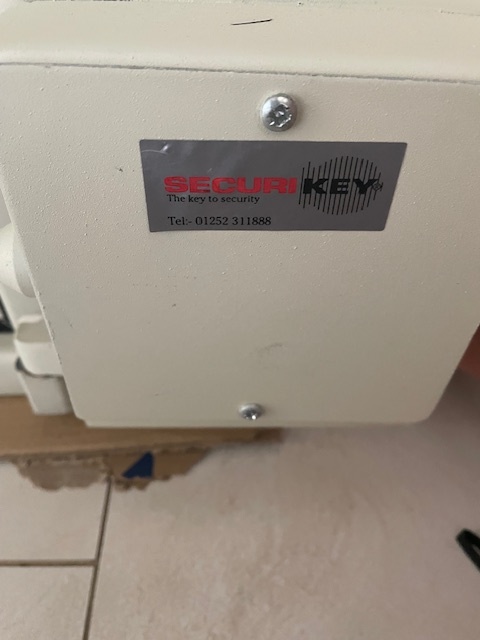 SECURIKEY
The key to security
Tel:- 01252 311888